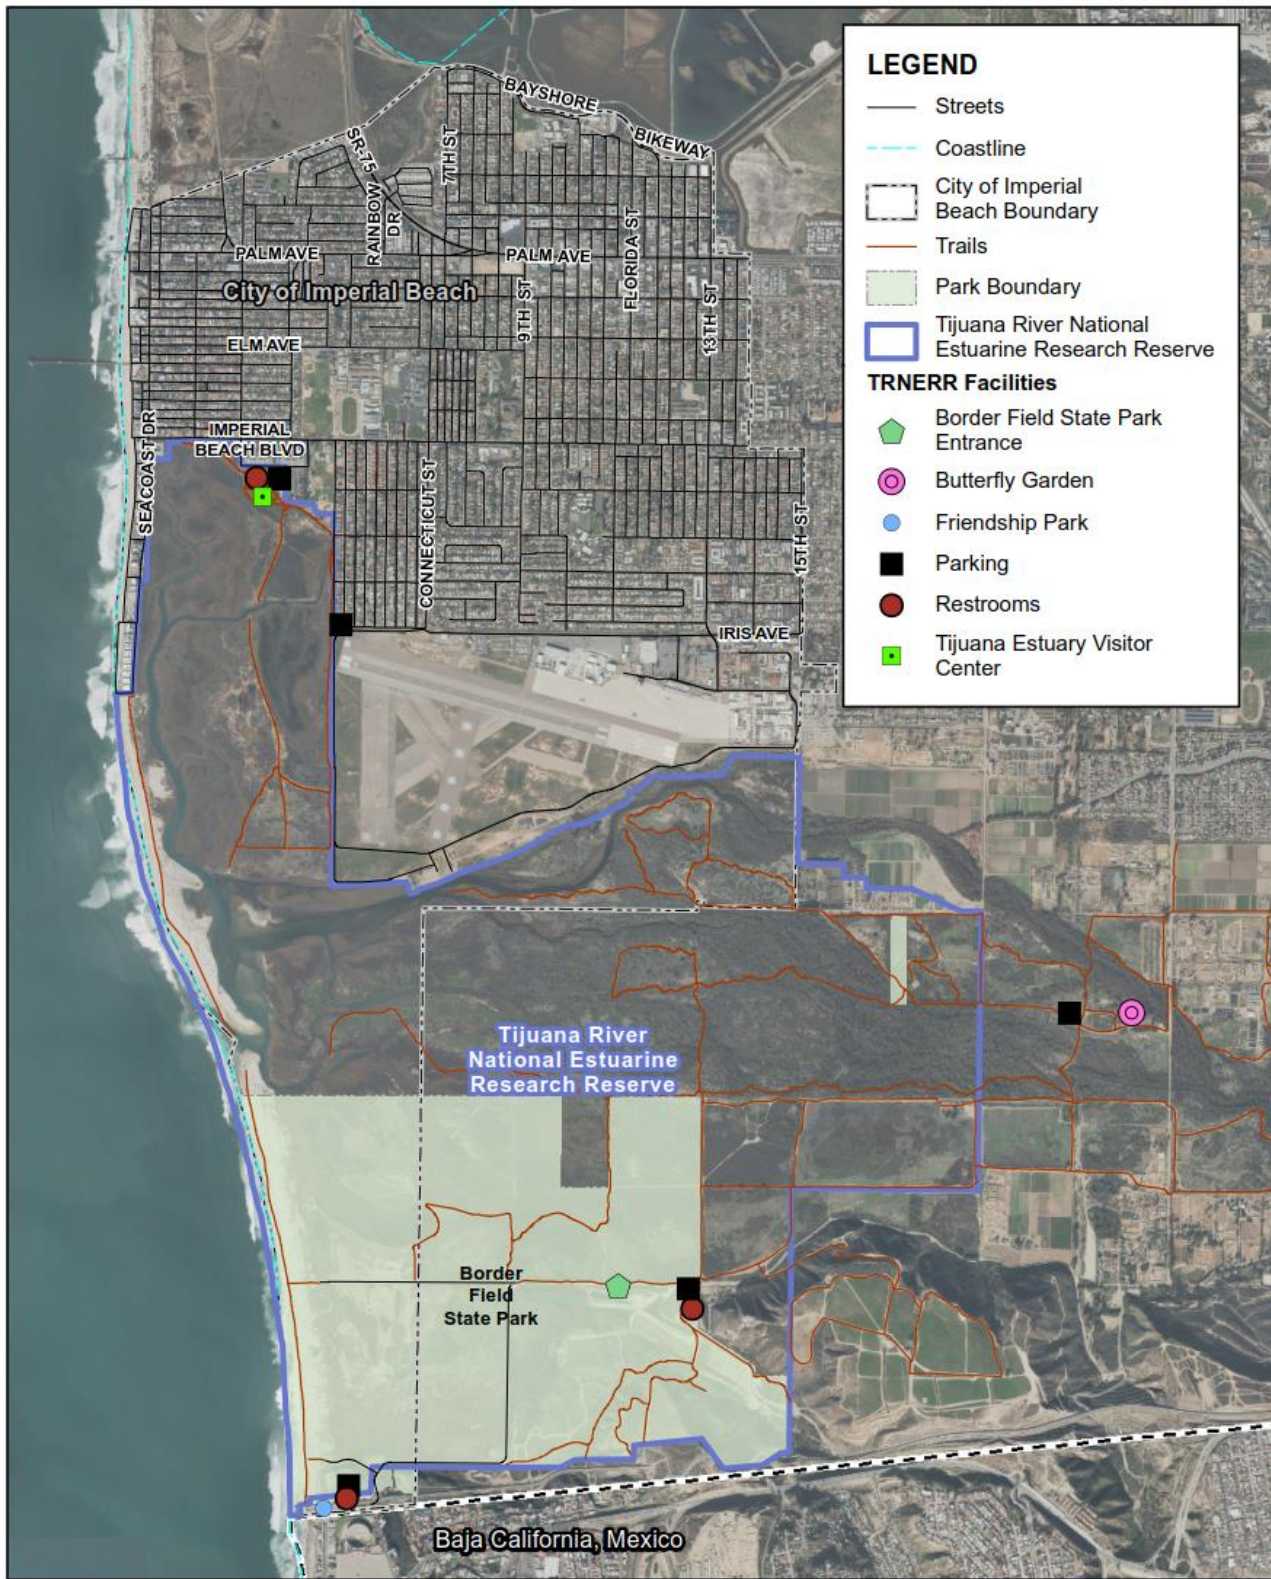 LEGEND
Streets
Coastline
City of Imperial
Beach Boundary
Trails
Park Boundary
Tijuana River National
Estuarine Research Reserve
TRNERR Facilities
Border Field State Park
Entrance
Butterfly Garden
Friendship Park
Parking
Restrooms
Tijuana Estuary Visitor
Center
BAYSHORE
BIKEWAY
SR-75
7TH ST
RAINBOW
DR
PALM AVE
PALM AVE
FLORIDA ST
City of Imperial Beach
9TH ST
13TH ST
ELM AVE
SEACOAST DR
IMPERIAL
BEACH BLVD
CONNECTICUT ST
15TH ST
IRIS AVE
Tijuana River
National Estuarine
Research Reserve
Border
Field
State Park
Baja California, Mexico